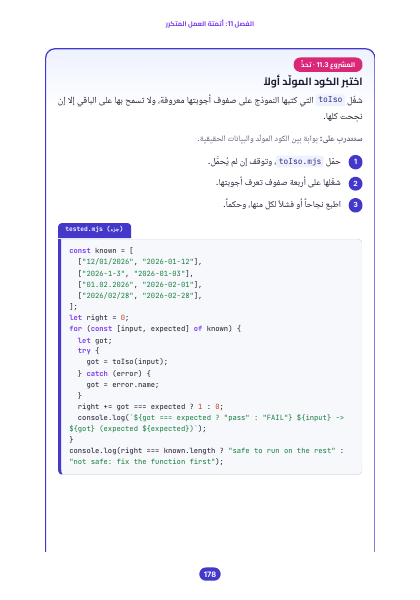 الفصل 11: أتمتة العمل المتكرر
المشروع 11.3 · تحدٍّ
اختبر الكود المولّد أولاً
شغّل toIso التي كتبها النموذج على صفوف أجوبتها معروفة، ولا تسمح بها على الباقي إلا إن
نجحت كلها.
ستتدرب على: بوابة بين الكود المولّد والبيانات الحقيقية.
1 حمّل toIso.mjs، وتوقف إن لم يُحمَّل.
2 شغّلها على أربعة صفوف تعرف أجوبتها.
3 اطبع نجاحاً أو فشلاً لكل منها، وحكماً.
tested.mjs (جزء)
const known = [
["12/01/2026", "2026-01-12"],
["2026-1-3", "2026-01-03"],
["01.02.2026", "2026-02-01"],
["2026/02/28", "2026-02-28"],
];
let right = 0;
for (const [input, expected] of known) {
let got;
try {
got = toIso(input);
} catch (error) {
got = error.name;
}
right += got === expected ? 1 : 0;
console.log(`${got === expected ? "pass" : "FAIL"} ${input} ->
${got} (expected ${expected})`);
}
console.log(right === known.length ? "safe to run on the rest" :
"not safe: fix the function first");
178